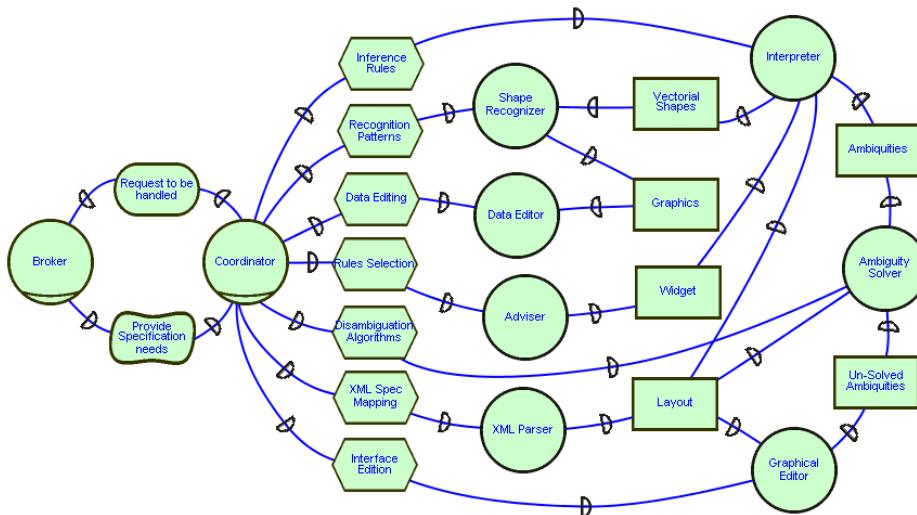 Inference
Rules
Interpreter
Shape
Recognizer
Vectorial
Shapes
Recognition
Patterns
Ambiquities
Request to be
handled
Data Editing
Data Editor
Graphics
Broker
Coordinator
Rules Selection
Ambiguity
Solver
Widget
Adviser
Provide
Specification
needs
Disambiguation
Algorithms
Un-Solved
Ambiquities
XML Spec
Mapping
Layout
XML Parser
Interface
Edition
Graphical
Editor